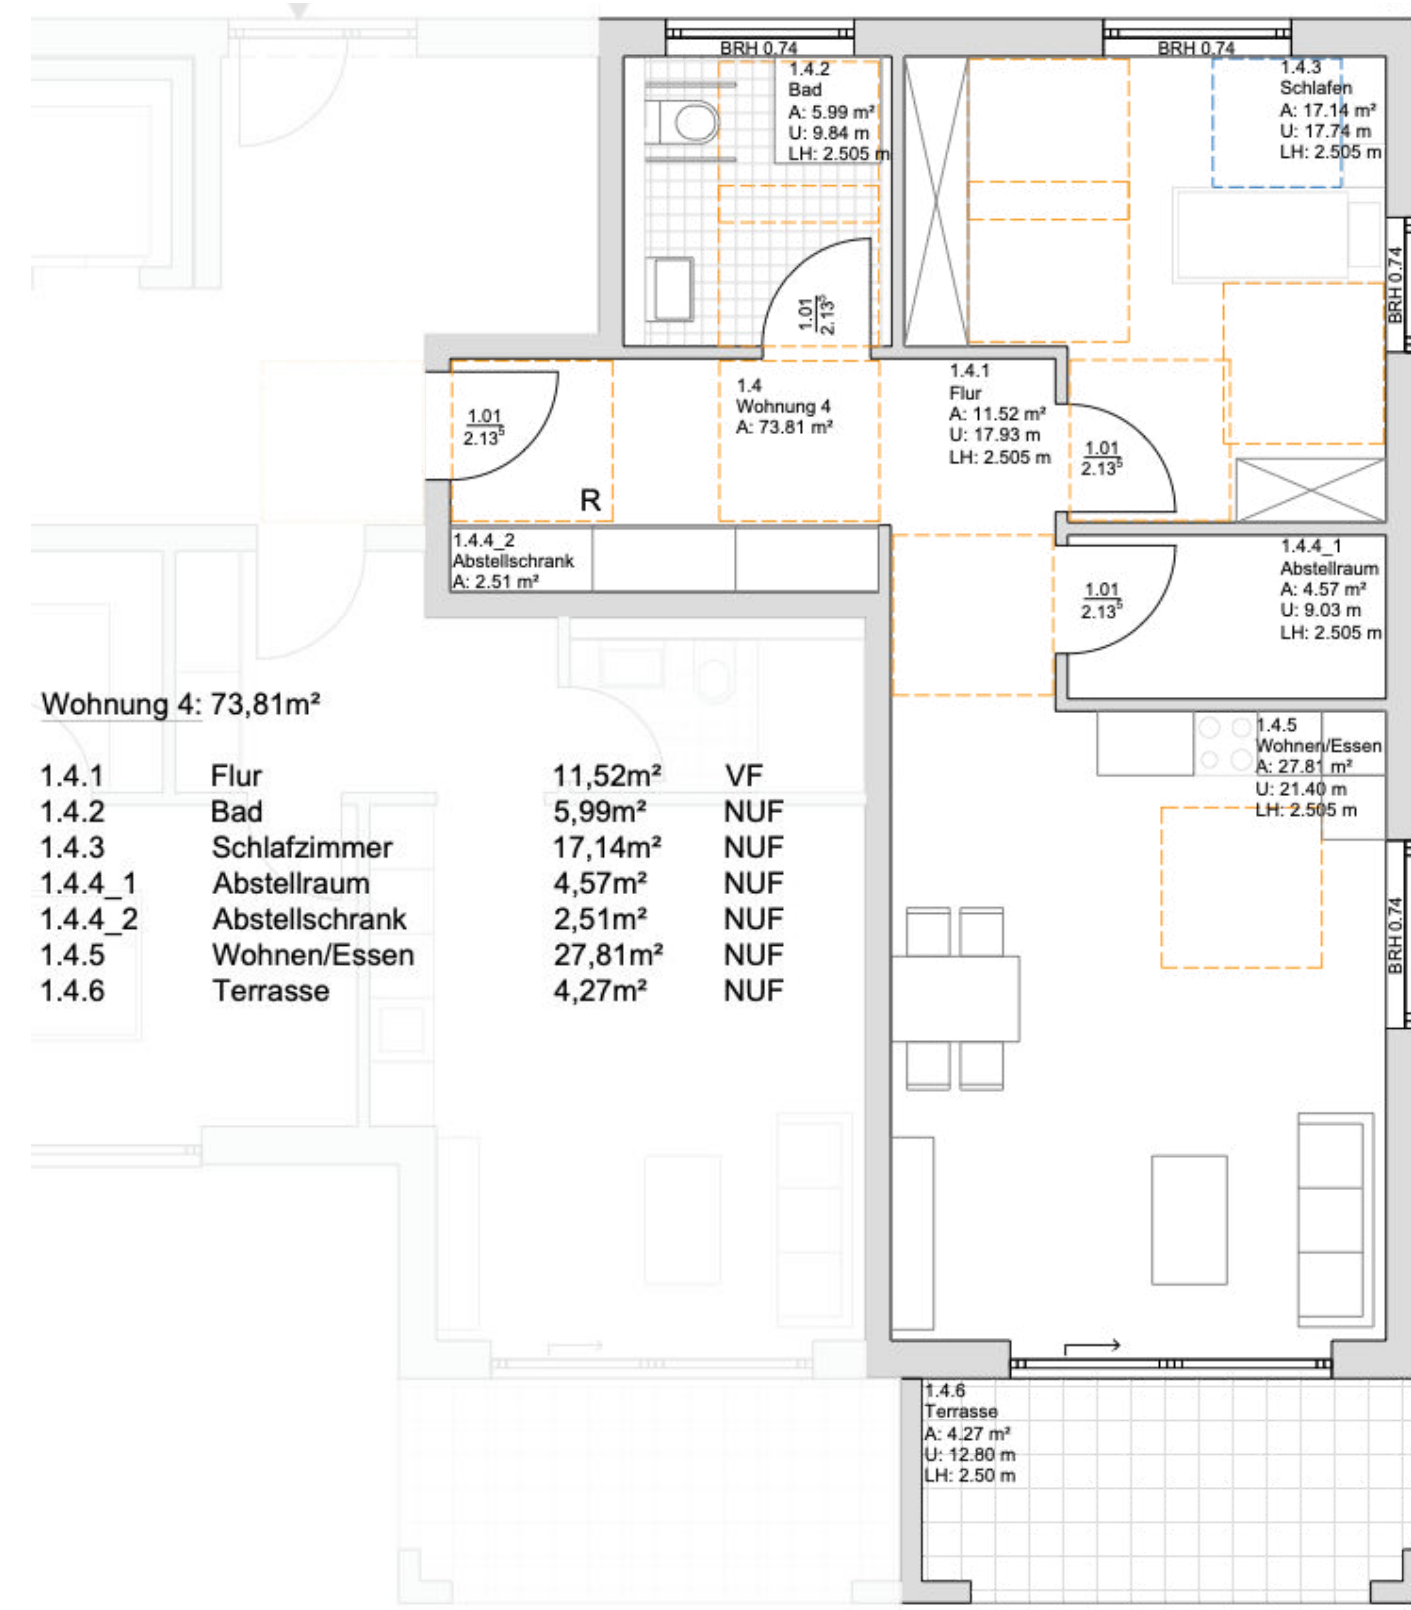 BRH 0.74
1.4.2
Bad
A: 5.99 m²
U: 9.84 m
LH: 2.505 m
1.01
2.13⁵
BRH 0.74
1.4.3
Schlafen
A: 17.14 m²
U: 17.74 m
LH: 2.505 m
BRH 0.74
1.01
2.13⁵
R
1.4
Wohnung 4
A: 73.81 m²
1.4.1
Flur
A: 11.52 m²
U: 17.93 m
LH: 2.505 m
1.01
2.13⁵
1.4.4_2
Abstellschrank
A: 2.51 m²
1.01
2.13⁵
1.4.4_1
Abstellraum
A: 4.57 m²
U: 9.03 m
LH: 2.505 m
Wohnung 4: 73,81m²
1.4.1 Flur 11,52m² VF
1.4.2 Bad 5,99m² NUF
1.4.3 Schlafzimmer 17,14m² NUF
1.4.4_1 Abstellraum 4,57m² NUF
1.4.4_2 Abstellschrank 2,51m² NUF
1.4.5 Wohnen/Essen 27,81m² NUF
1.4.6 Terrasse 4,27m² NUF
1.4.5
Wohnen/Essen
A: 27.81 m²
U: 21.40 m
LH: 2.505 m
BRH 0.74
1.4.6
Terrasse
A: 4.27 m²
U: 12.80 m
LH: 2.50 m